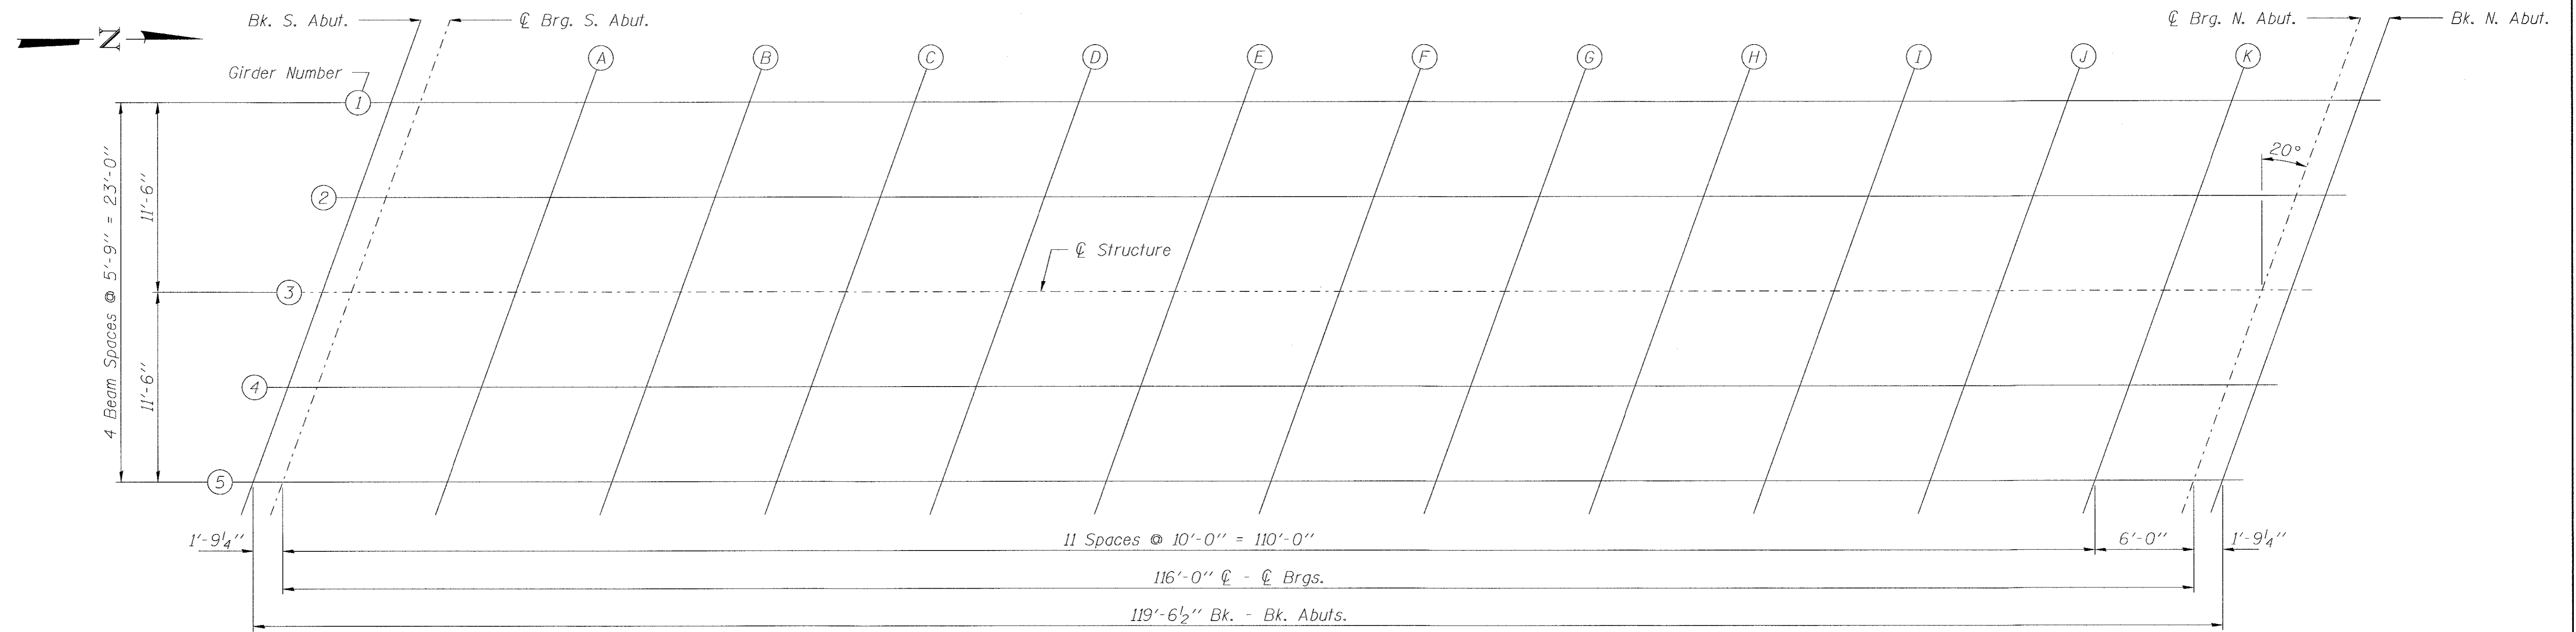 Bk. S. Abut.
℄ Brg. S. Abut.
℄ Brg. N. Abut.
Bk. N. Abut.
N
A
B
C
D
E
F
G
H
I
J
K
Girder Number
1
2
3
4
5
20°
℄ Structure
4 Beam Spaces @ 5'-9" = 23'-0"
11'-6"
11'-6"
1'-9¼"
11 Spaces @ 10'-0" = 110'-0"
6'-0"
1'-9¼"
116'-0" ℄ - ℄ Brgs.
119'-6½" Bk. - Bk. Abuts.